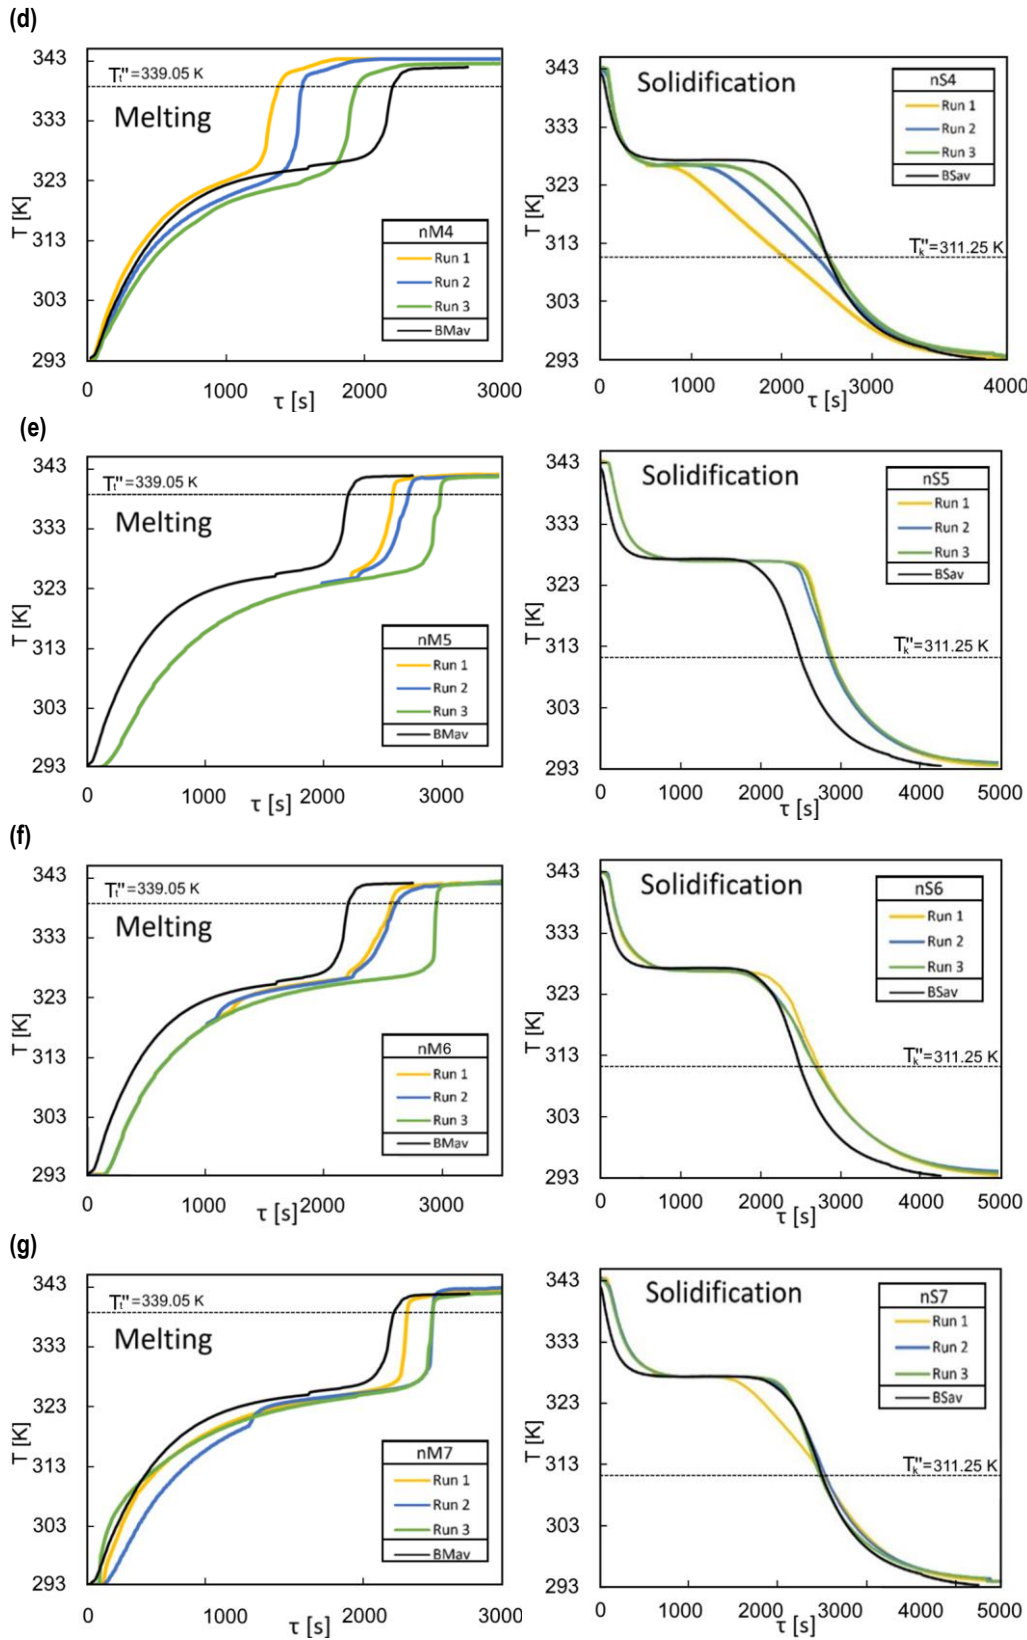 (d)
343
333
323
313
303
293
T [K]
Tt''=339.05 K
Melting
nM4
Run 1
Run 2
Run 3
BMav
0 1000 2000 3000
τ [s]
343
333
323
313
303
293
T [K]
Solidification
nS4
Run 1
Run 2
Run 3
BSav
Tk''=311.25 K
0 1000 2000 3000 4000
τ [s]
(e)
343
333
323
313
303
293
T [K]
Tt''=339.05 K
Melting
nM5
Run 1
Run 2
Run 3
BMav
0 1000 2000 3000
τ [s]
343
333
323
313
303
293
T [K]
Solidification
nS5
Run 1
Run 2
Run 3
BSav
Tk''=311.25 K
0 1000 2000 3000 4000 5000
τ [s]
(f)
343
333
323
313
303
293
T [K]
Tt''=339.05 K
Melting
nM6
Run 1
Run 2
Run 3
BMav
0 1000 2000 3000
τ [s]
343
333
323
313
303
293
T [K]
Solidification
nS6
Run 1
Run 2
Run 3
BSav
Tk''=311.25 K
0 1000 2000 3000 4000 5000
τ [s]
(g)
343
333
323
313
303
293
T [K]
Tt''=339.05 K
Melting
nM7
Run 1
Run 2
Run 3
BMav
0 1000 2000 3000
τ [s]
343
333
323
313
303
293
T [K]
Solidification
nS7
Run 1
Run 2
Run 3
BSav
Tk''=311.25 K
0 1000 2000 3000 4000 5000
τ [s]